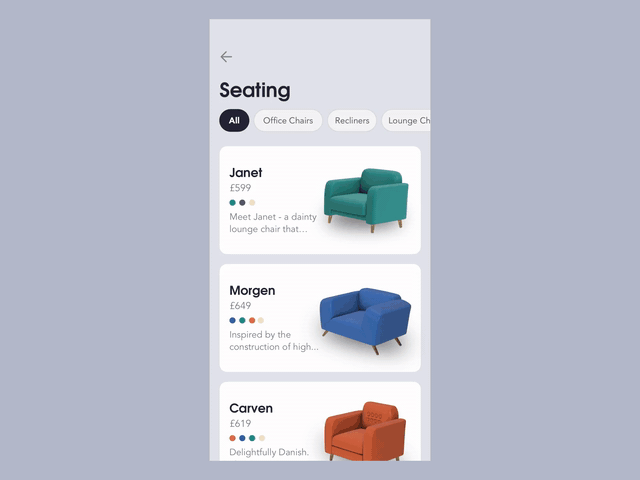 Seating
All
Office Chairs
Recliners
Lounge Ch
Janet
£599
Meet Janet - a dainty
lounge chair that...
Morgen
£649
Inspired by the
construction of high...
Carven
£619
Delightfully Danish.